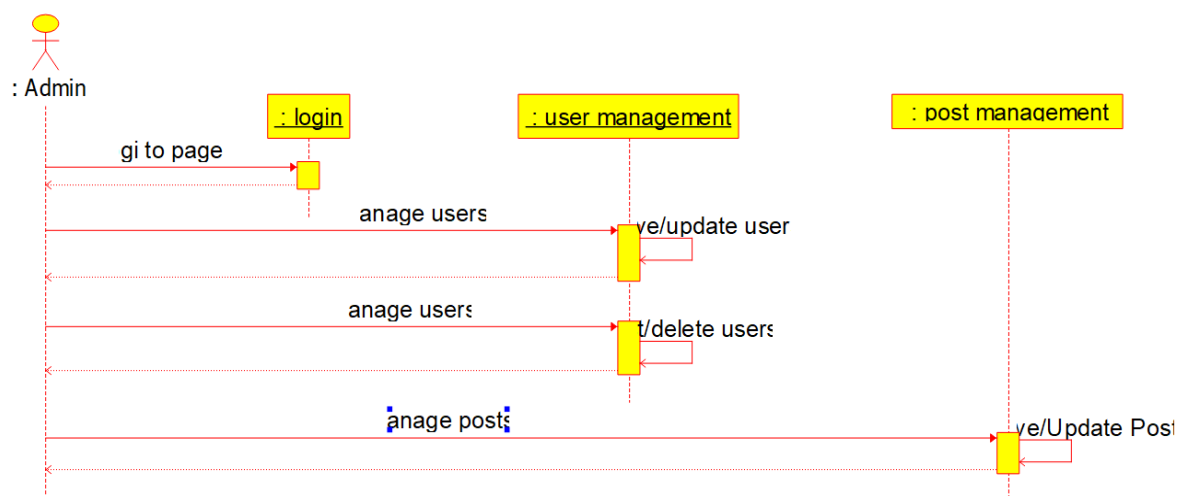 : Admin
: login
: user management
: post management
gi to page
anage users
ve/update user
anage users
t/delete users
anage posts
ve/Update Post